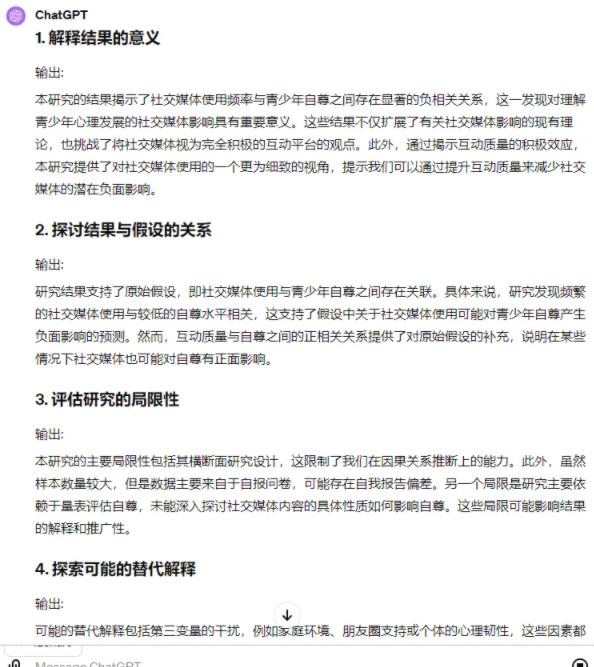 ChatGPT
1. 解释结果的意义
输出:
本研究的结果揭示了社交媒体使用频率与青少年自尊之间存在显著的负相关关系，这一发现对理解
青少年心理发展的社交媒体影响具有重要意义。这些结果不仅扩展了有关社交媒体影响的现有理
论，也挑战了将社交媒体视为完全积极的互动平台的观点。此外，通过揭示互动质量的积极效应，
本研究提供了对社交媒体使用的一个更为细致的视角，提示我们可以通过提升互动质量来减少社交
媒体的潜在负面影响。
2. 探讨结果与假设的关系
输出:
研究结果支持了原始假设，即社交媒体使用与青少年自尊之间存在关联。具体来说，研究发现频繁
的社交媒体使用与较低的自尊水平相关，这支持了假设中关于社交媒体使用可能对青少年自尊产生
负面影响的预测。然而，互动质量与自尊之间的正相关关系提供了对原始假设的补充，说明在某些
情况下社交媒体也可能对自尊有正面影响。
3. 评估研究的局限性
输出:
本研究的主要局限性包括其横断面研究设计，这限制了我们在因果关系推断上的能力。此外，虽然
样本数量较大，但是数据主要来自于自报问卷，可能存在自我报告偏差。另一个局限是研究主要依
赖于量表评估自尊，未能深入探讨社交媒体内容的具体性质如何影响自尊。这些局限可能影响结果
的解释和推广性。
4. 探索可能的替代解释
输出:
可能的替代解释包括第三变量的干扰，例如家庭环境、朋友圈支持或个体的心理韧性，这些因素都
Message ChatGPT